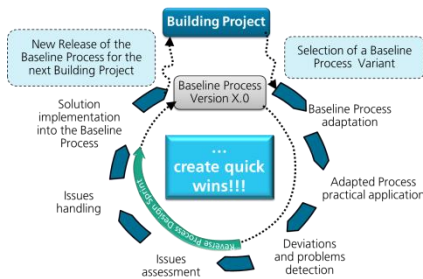 Building Project
New Release of the
Baseline Process for the
next Building Project
Selection of a Baseline
Process Variant
Baseline Process
Version X.0
Solution
implementation
into the Baseline
Process
Baseline Process
adaptation
...
create quick
wins!!!
Adapted Process
practical application
Issues
handling
Reverse Process Design Sprint
Issues
assessment
Deviations
and problems
detection